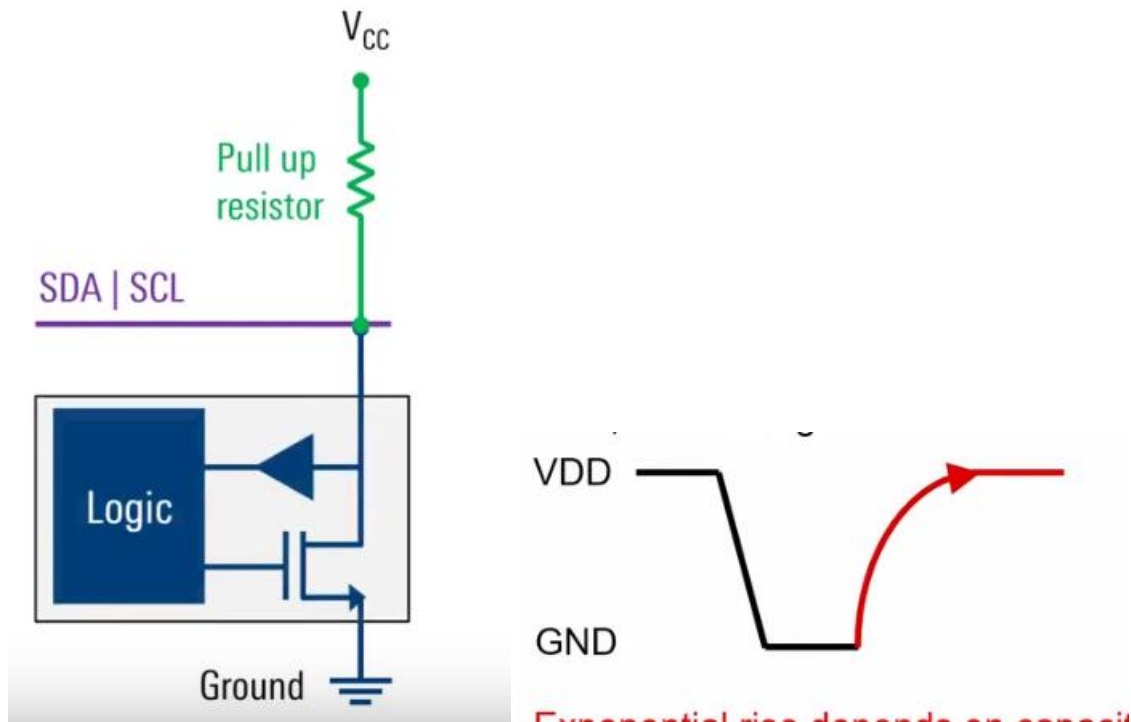 VCC
Pull up
resistor
SDA | SCL
Logic
Ground
VDD
GND
Exponential rise depends on